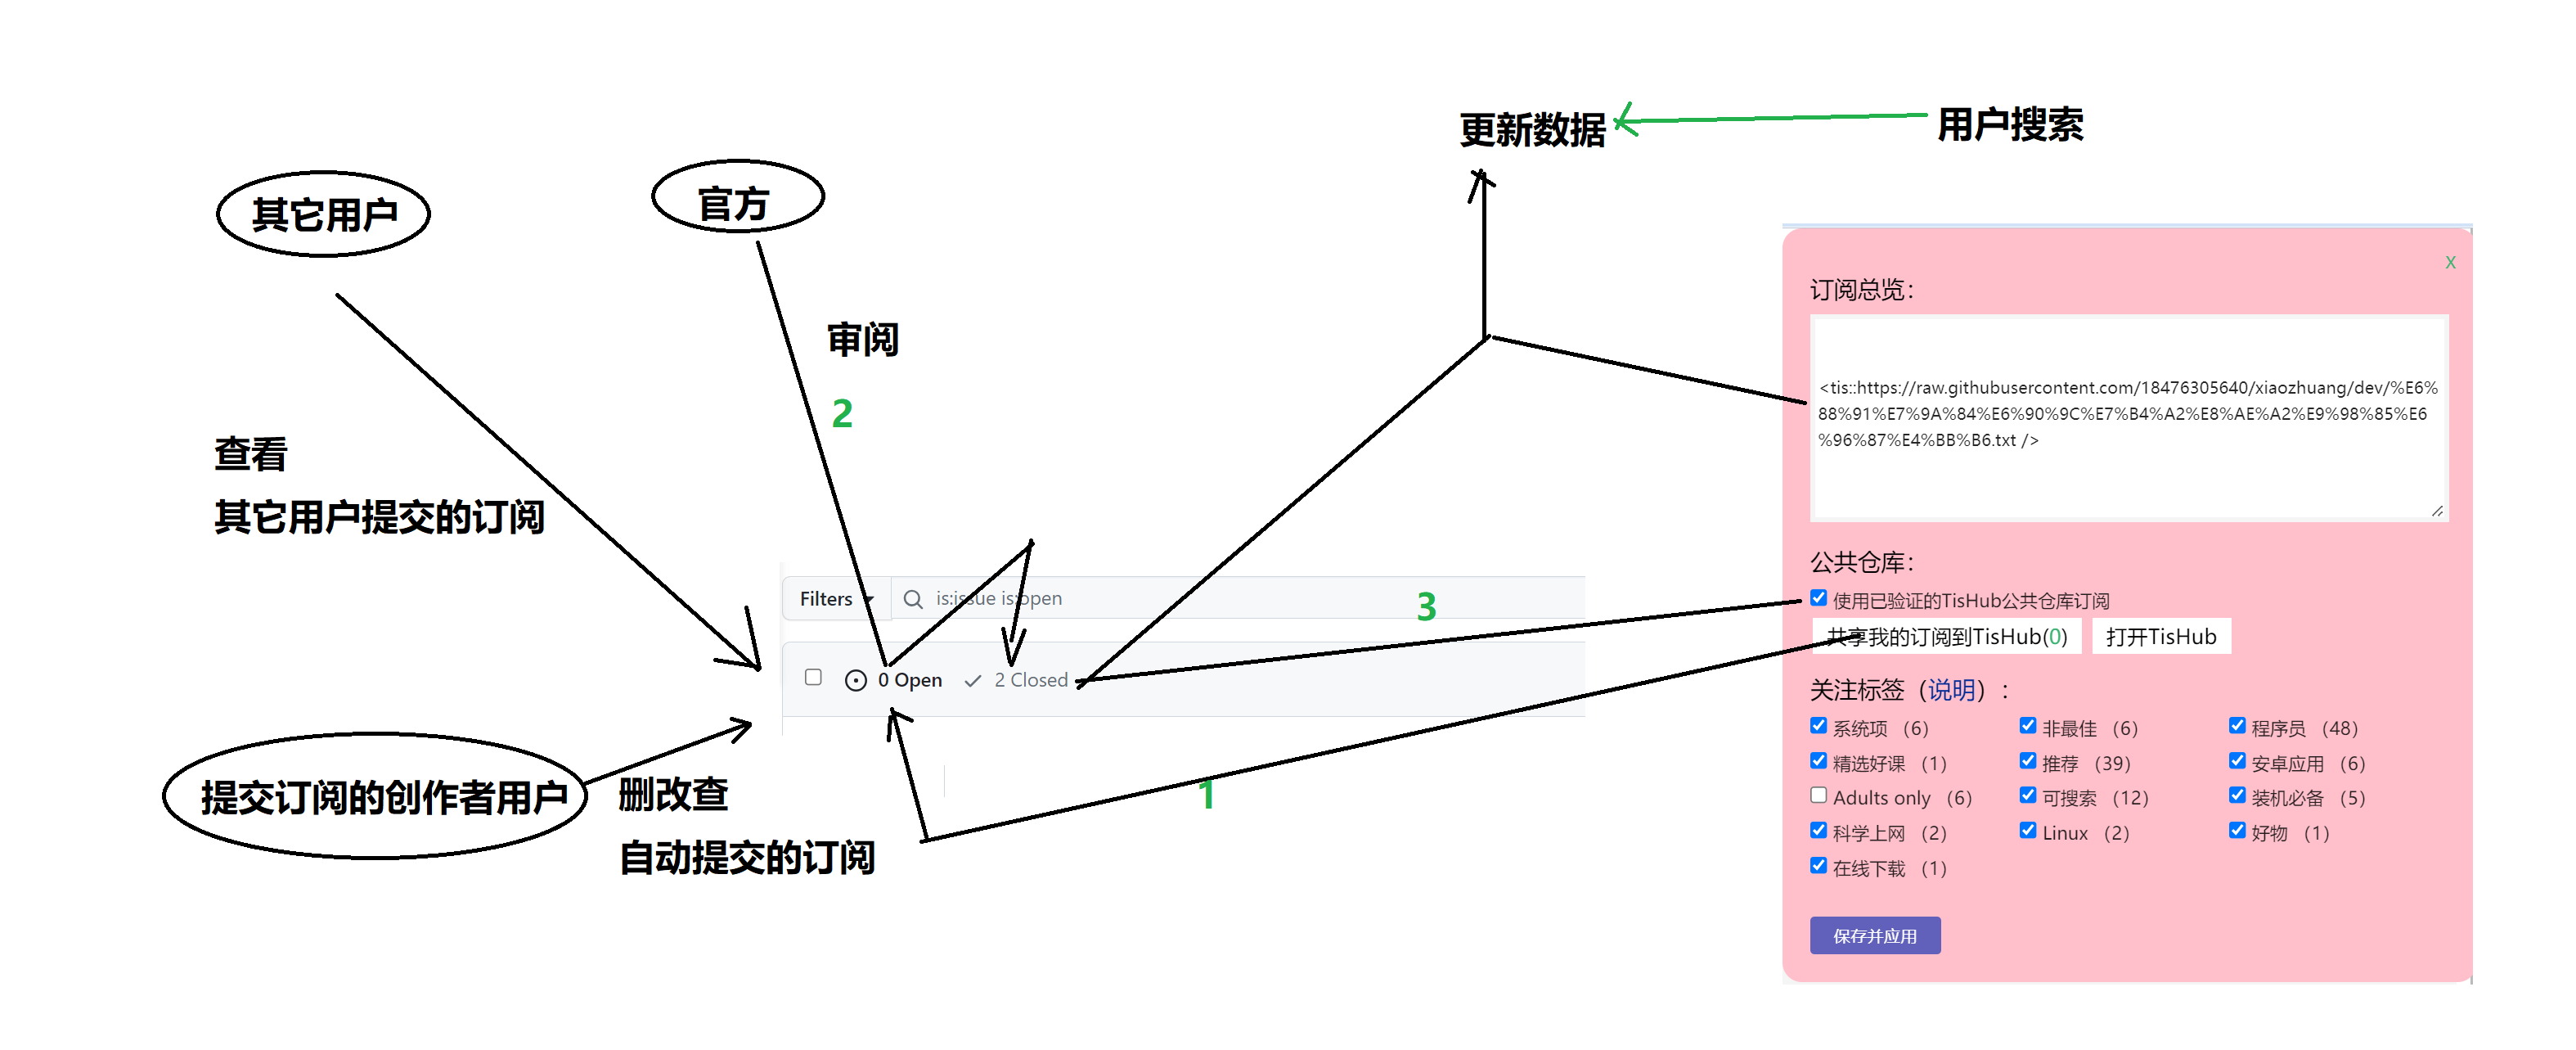 更新数据
用户搜索
其它用户
官方
审阅
2
查看
其它用户提交的订阅
Filters
is:issue is:open
0 Open
2 Closed
3
提交订阅的创作者用户
删改查
自动提交的订阅
1
X
订阅总览：
<tis::https://raw.githubusercontent.com/18476305640/xiaozhuang/dev/%E6%
88%91%E7%9A%84%E6%90%9C%E7%B4%A2%E8%AE%A2%E9%98%85%E6
%96%87%E4%BB%B6.txt />
公共仓库：
使用已验证的TisHub公共仓库订阅
共享我的订阅到TisHub(0) 打开TisHub
关注标签（说明）：
系统项 （6） 非最佳 （6） 程序员 （48）
精选好课 （1） 推荐 （39） 安卓应用 （6）
Adults only （6） 可搜索 （12） 装机必备 （5）
科学上网 （2） Linux （2） 好物 （1）
在线下载 （1）
保存并应用